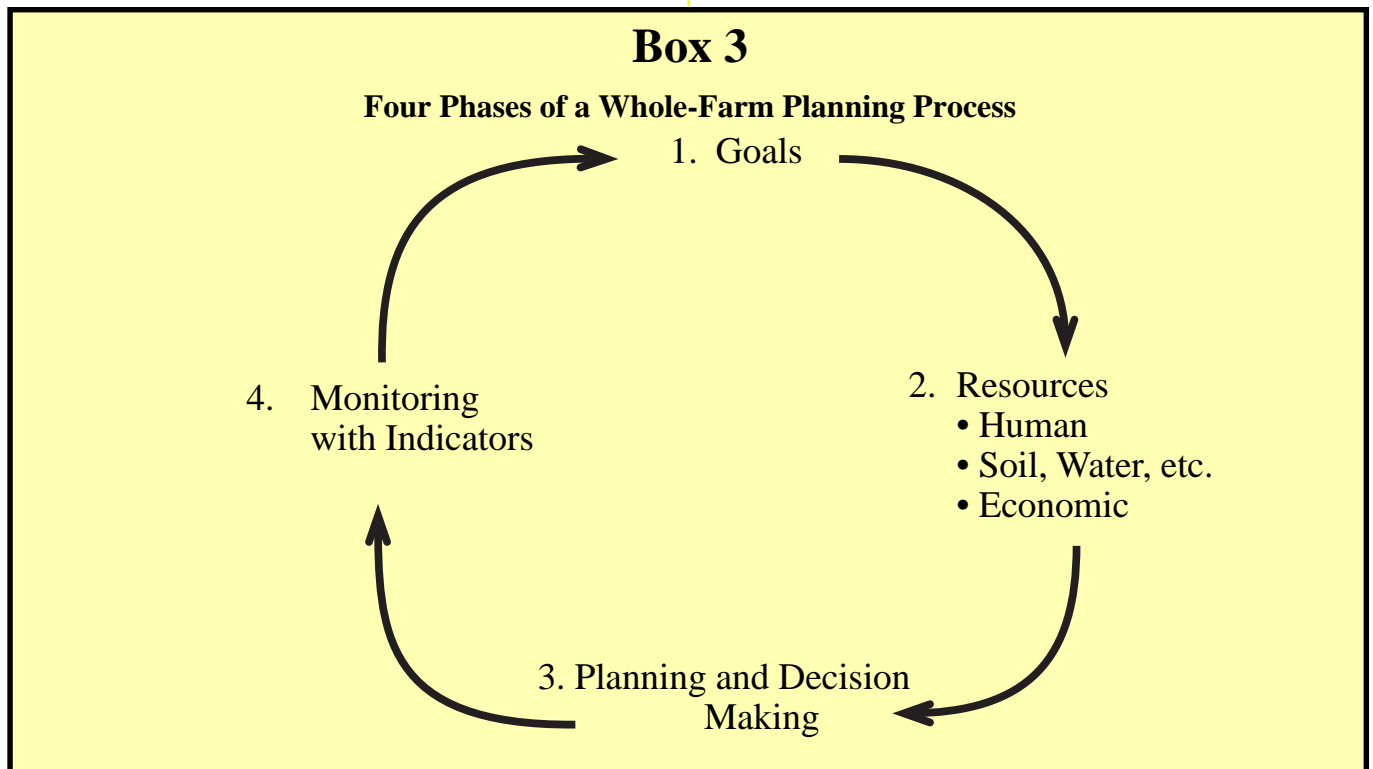 Box 3
Four Phases of a Whole-Farm Planning Process
1. Goals
2. Resources
• Human
• Soil, Water, etc.
• Economic
3. Planning and Decision
Making
4. Monitoring
with Indicators